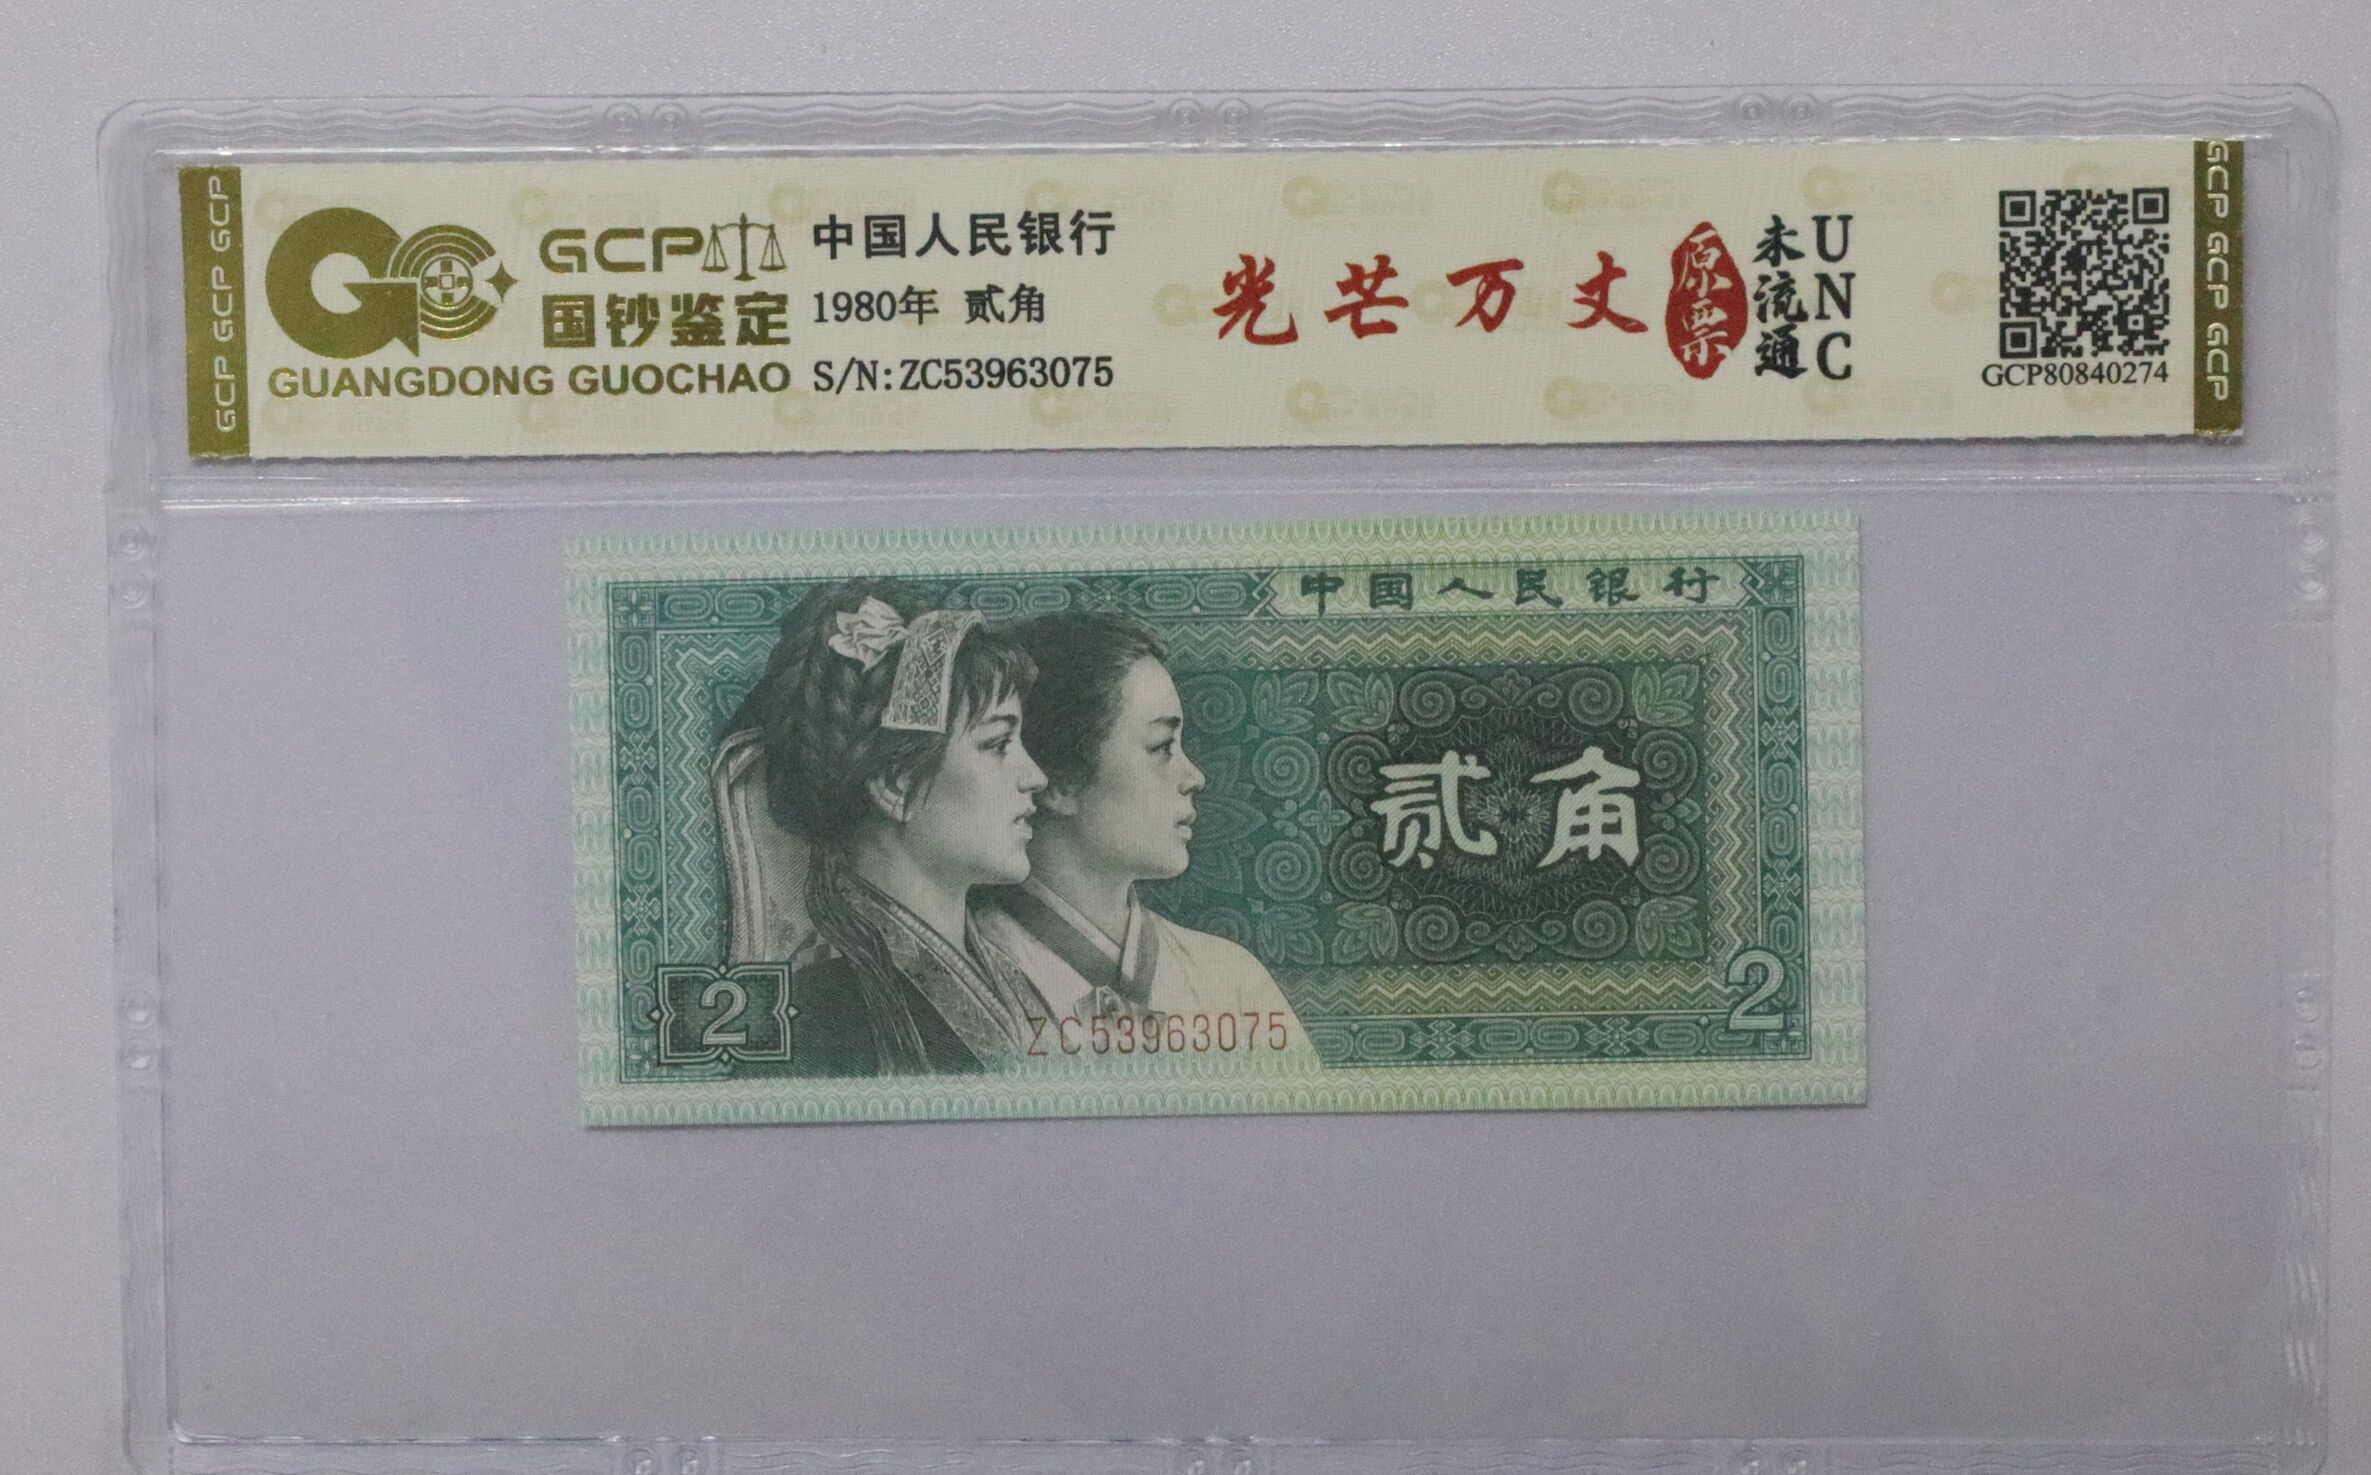 GCP GCP GCP
GCP
国钞鉴定
GUANGDONG GUOCHAO
中国人民银行
1980年 贰角
S/N:ZC53963075
光芒万丈
原票
未流通
UNC
GCP80840274
GCP GCP GCP
中国人民银行
贰角
2
2
ZC53963075